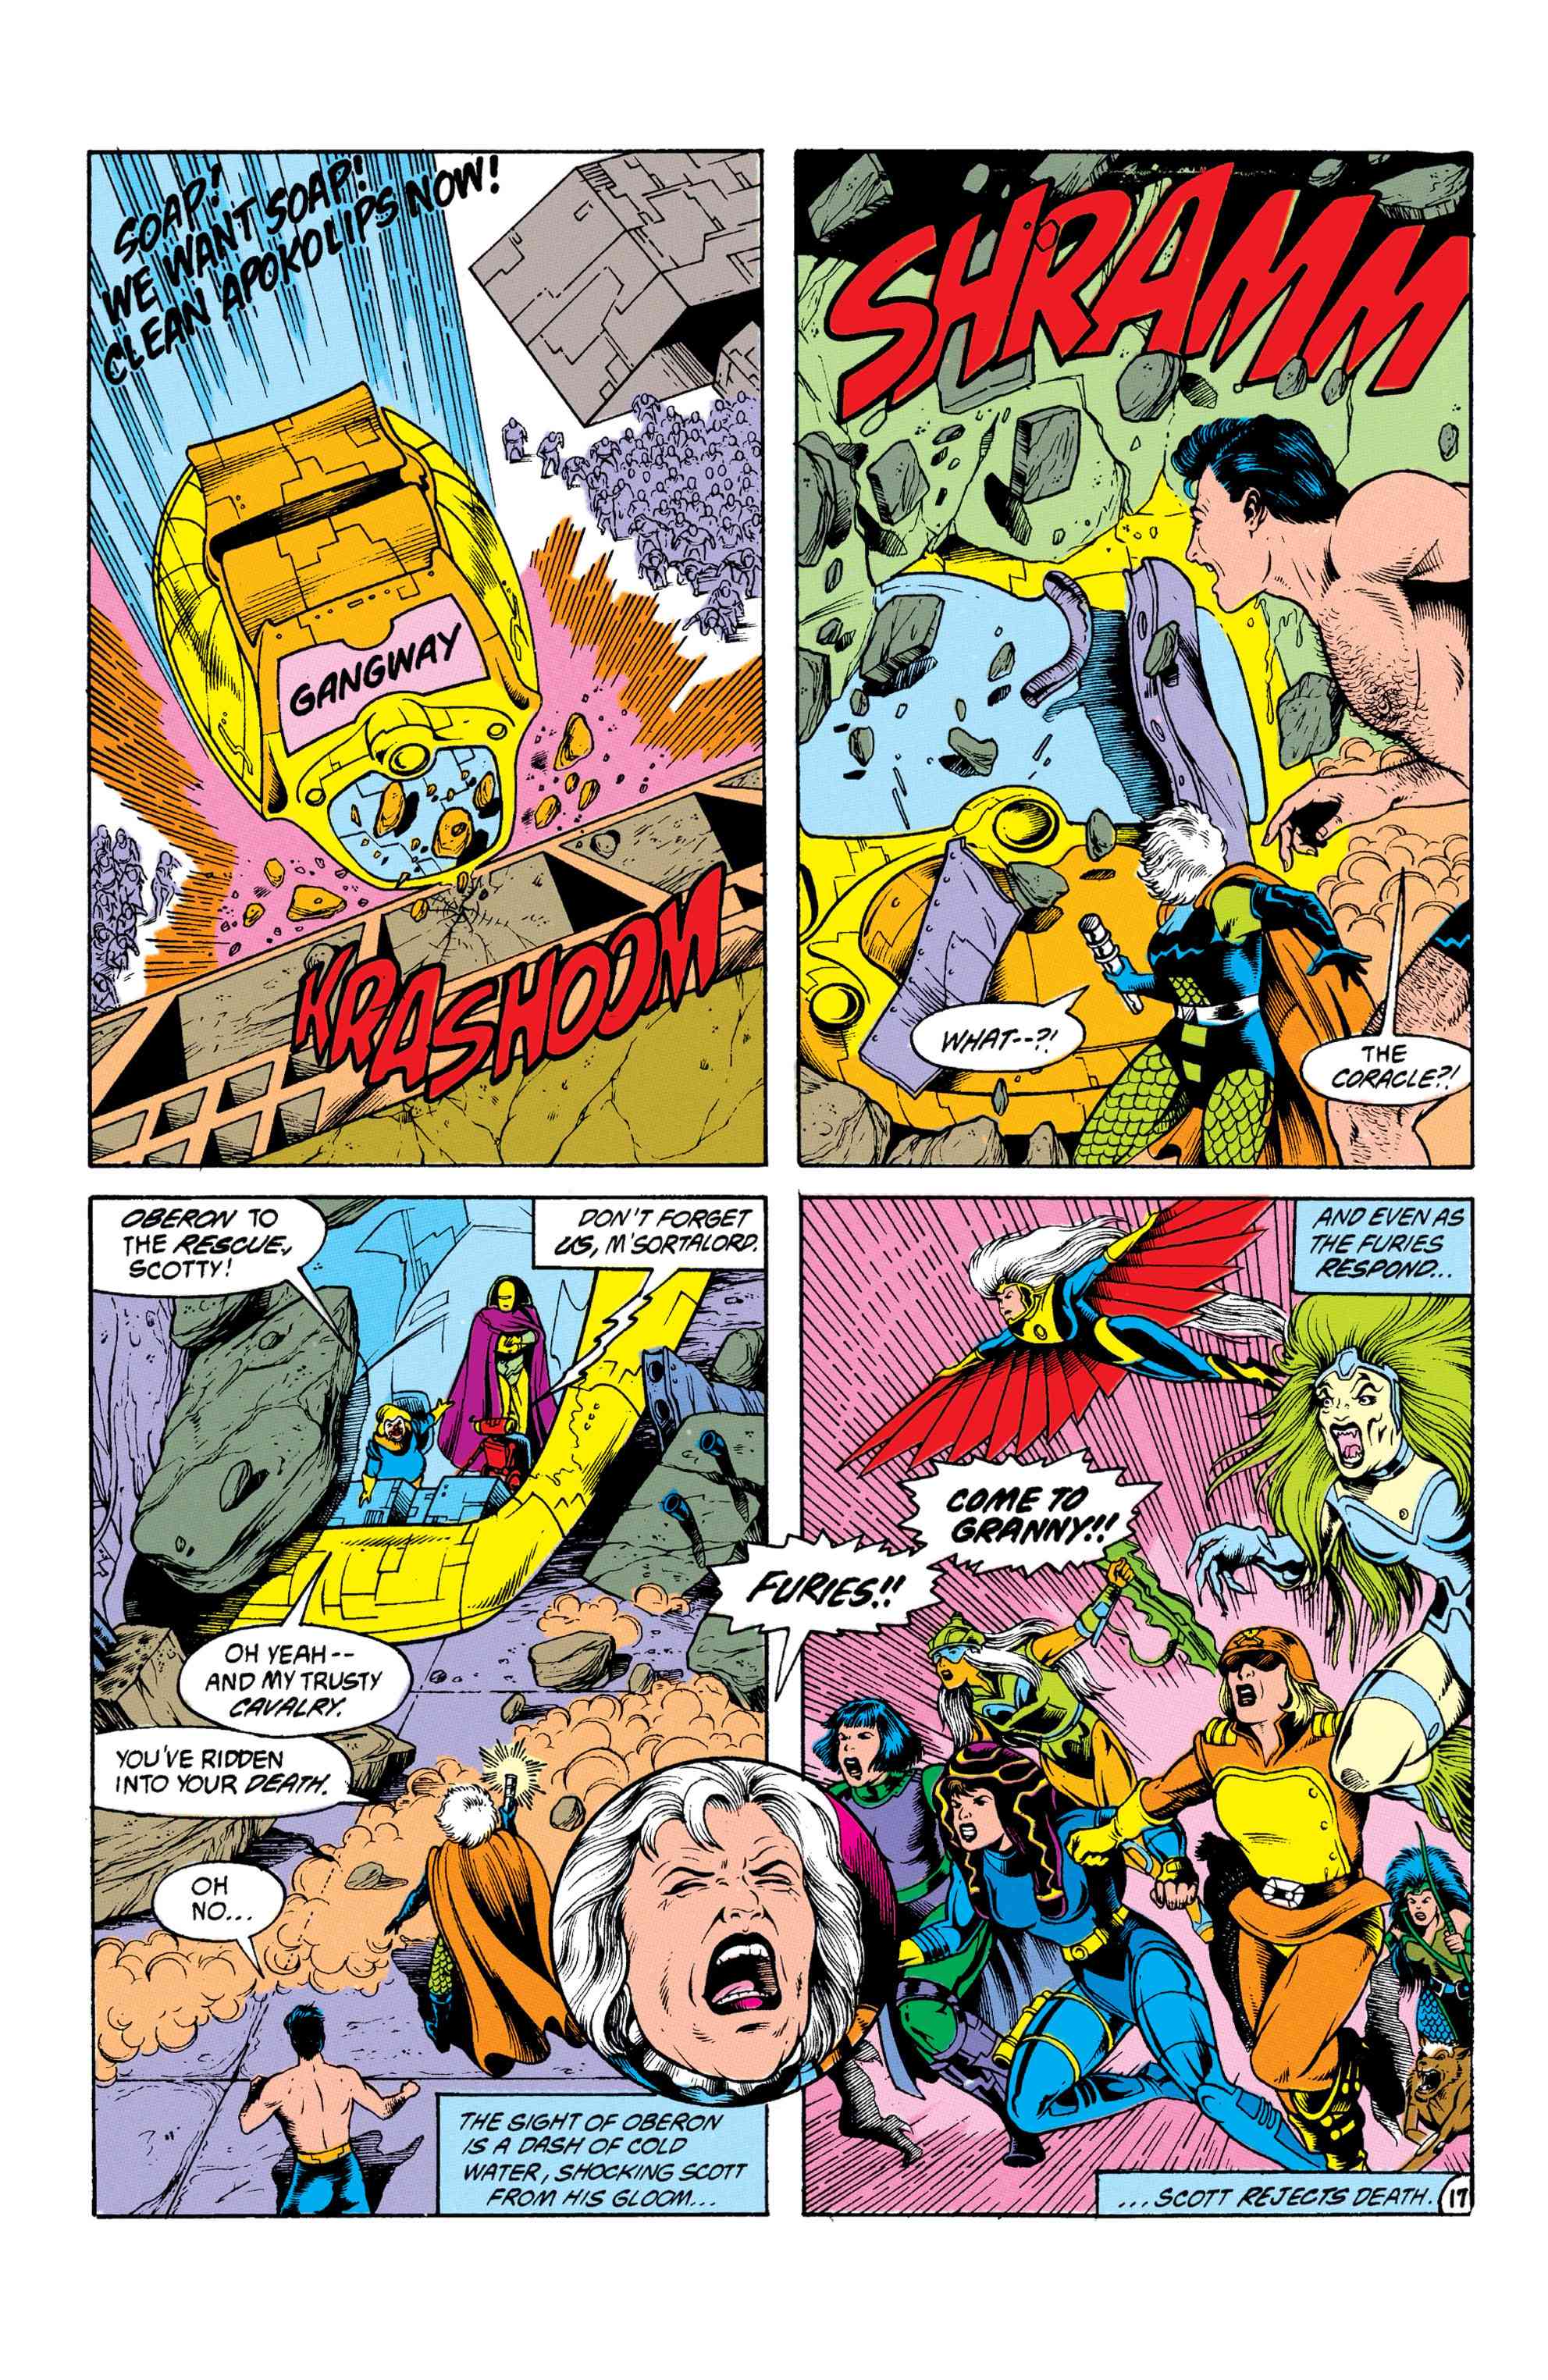 SOAP!
WE WANT SOAP!
CLEAN APOKOLIPS NOW!
GANGWAY
KRASHOOM
SHRAMM
WHAT--?!
THE
CORACLE?!
OBERON TO
THE RESCUE,
SCOTTY!
DON'T FORGET
US, M'SORTALORD.
OH YEAH--
AND MY TRUSTY
CAVALRY.
YOU'VE RIDDEN
INTO YOUR DEATH.
OH
NO...
THE SIGHT OF OBERON
IS A DASH OF COLD
WATER, SHOCKING SCOTT
FROM HIS GLOOM...
FURIES!!
COME TO
GRANNY!!!
AND EVEN AS
THE FURIES
RESPOND...
...SCOTT REJECTS DEATH.
17